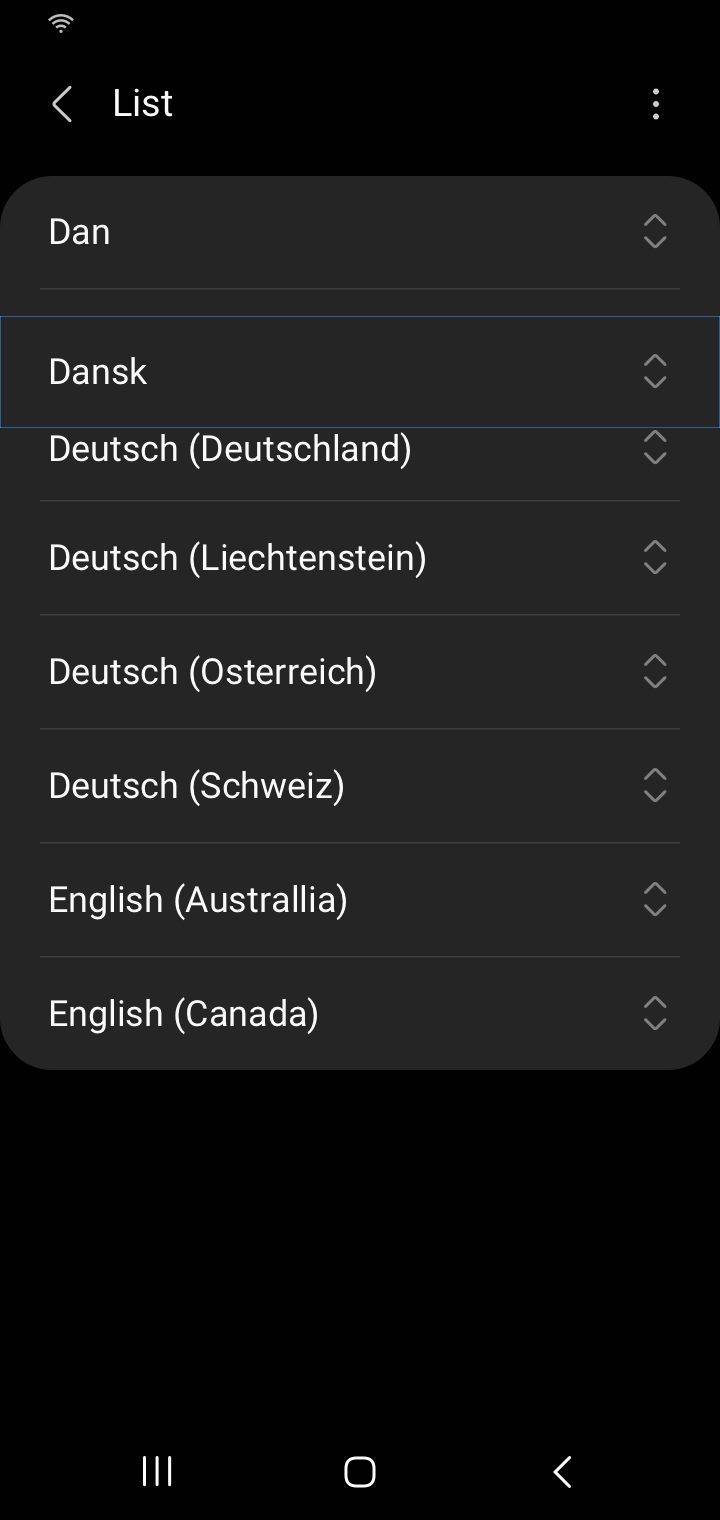 List
Dan
Dansk
Deutsch (Deutschland)
Deutsch (Liechtenstein)
Deutsch (Osterreich)
Deutsch (Schweiz)
English (Australlia)
English (Canada)